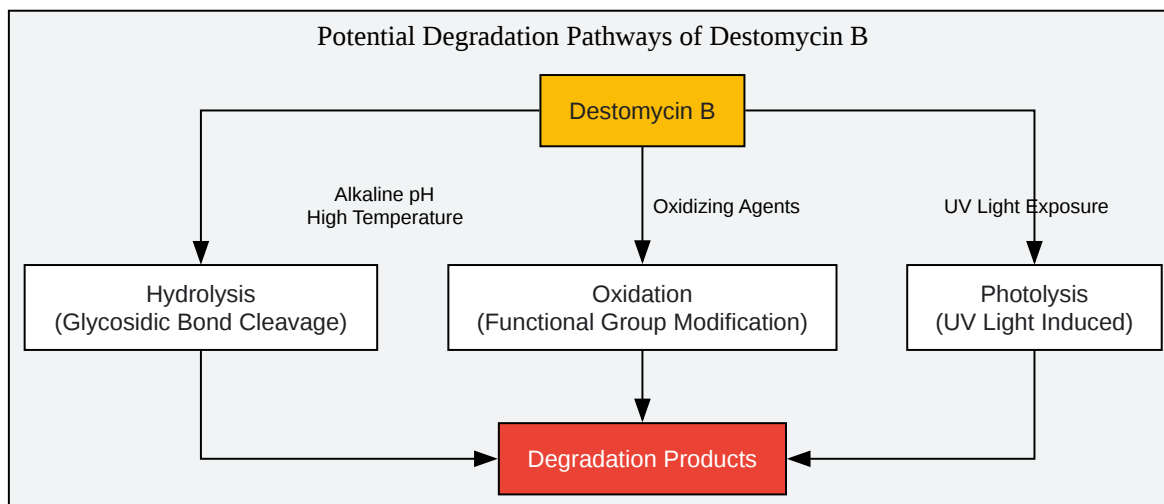 Potential Degradation Pathways of Destomycin B
Destomycin B
Alkaline pH
High Temperature
Oxidizing Agents
UV Light Exposure
Hydrolysis
(Glycosidic Bond Cleavage)
Oxidation
(Functional Group Modification)
Photolysis
(UV Light Induced)
Degradation Products